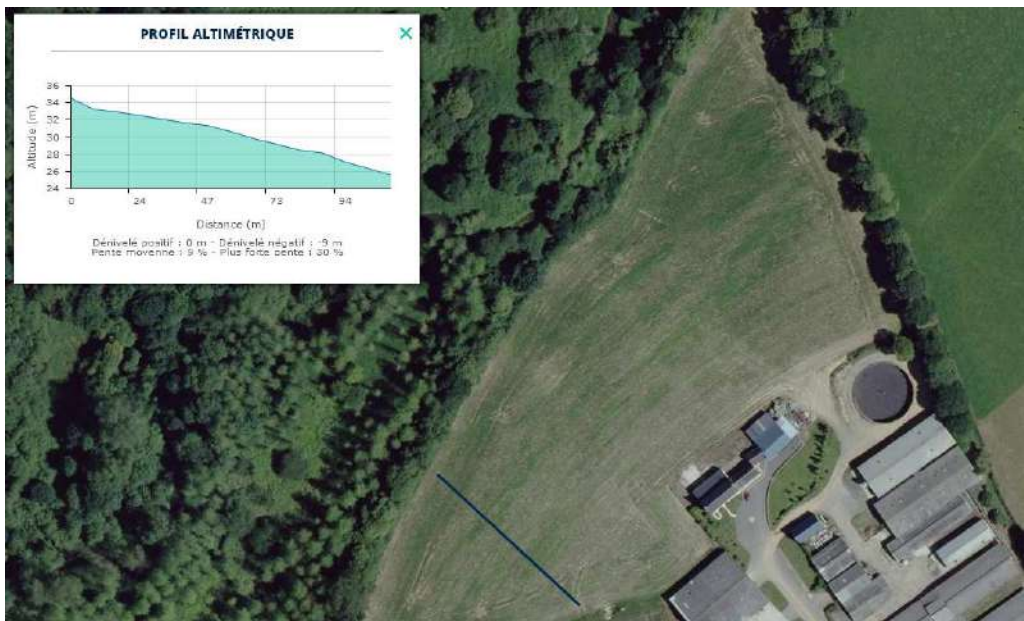 PROFIL ALTIMÉTRIQUE
36
34
32
30
28
26
24
Altitude (m)
0 24 47 73 94
Distance (m)
Dénivelé positif : 0 m - Dénivelé négatif : -9 m
Pente moyenne : 9 % - Plus forte pente : 30 %